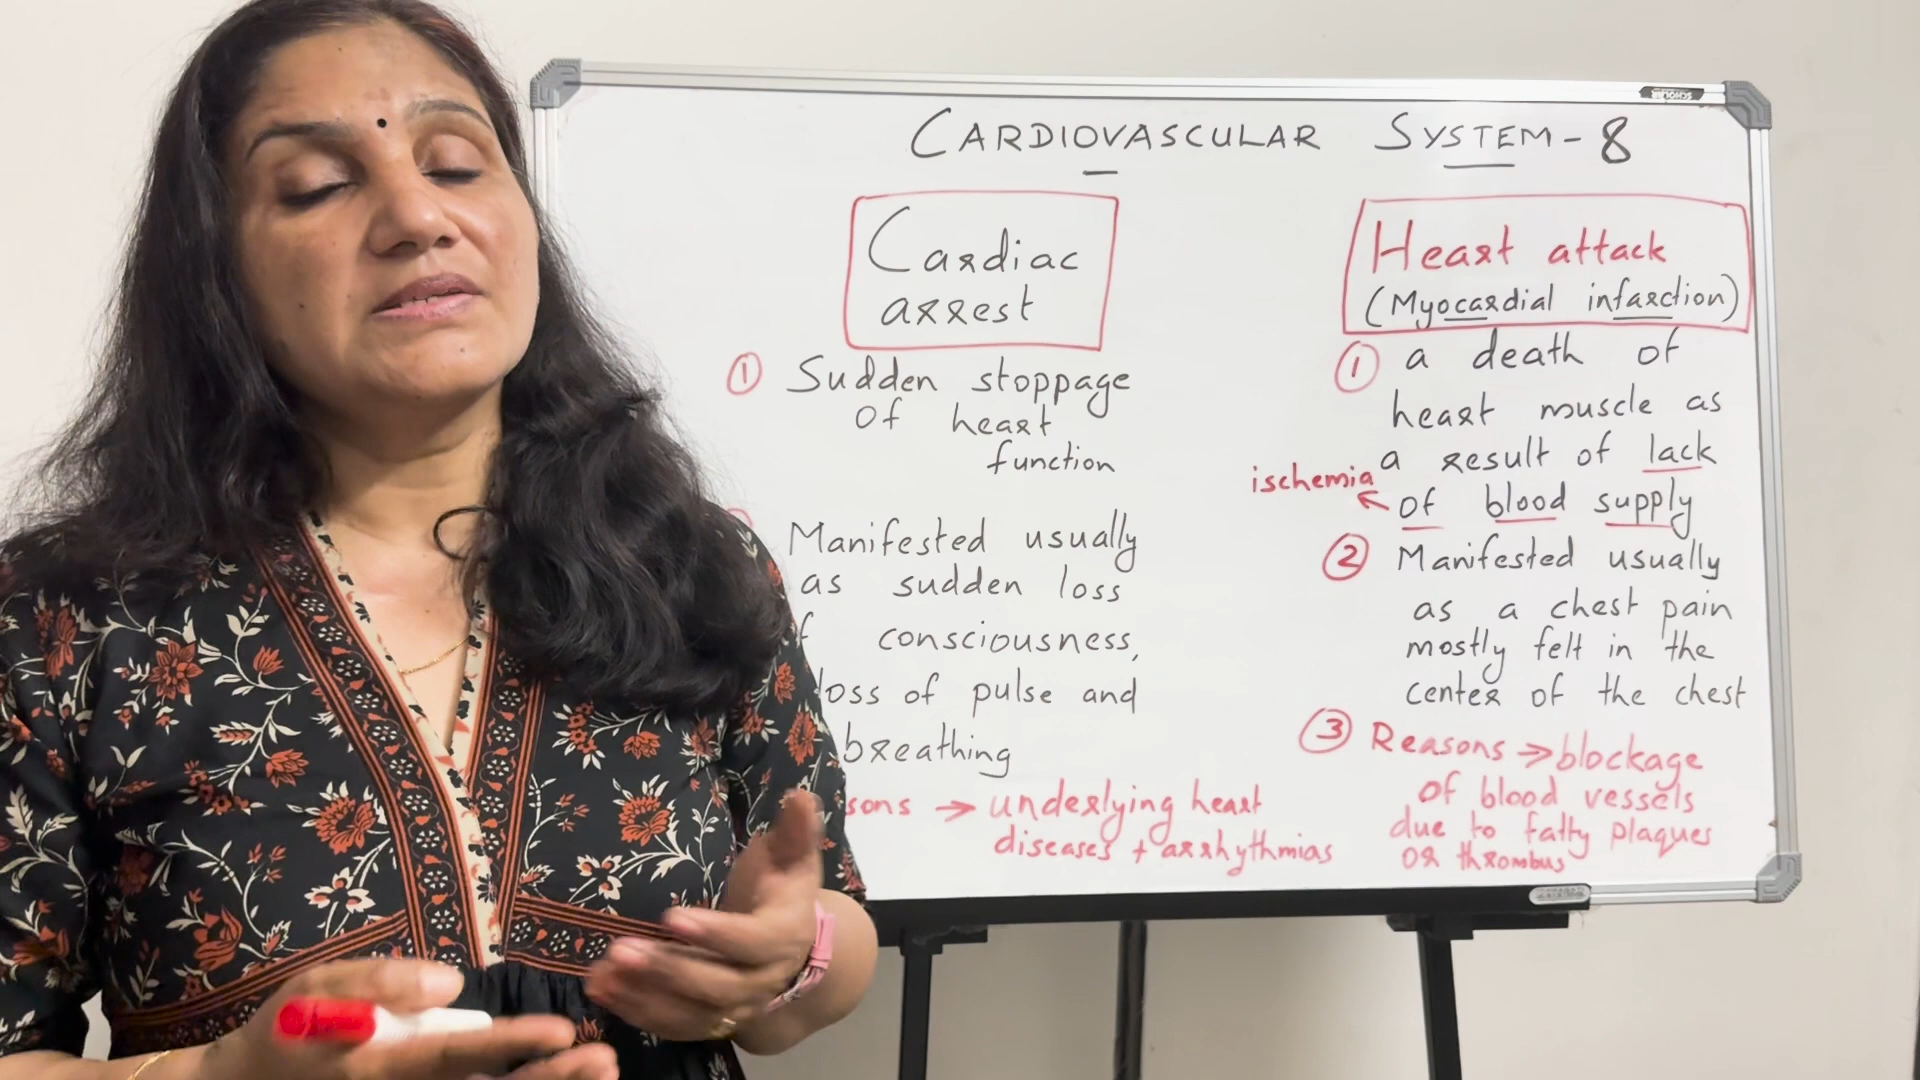 CARDIOVASCULAR SYSTEM-8
Cardiac
arrest
① Sudden stoppage
of heart
function
Manifested usually
as sudden loss
consciousness,
loss of pulse and
breathing
sons → underlying heart
diseases + arrhythmias
Heart attack
(Myocardial infarction)
① a death of
heart muscle as
a result of lack
ischemia ← of blood supply
② Manifested usually
as a chest pain
mostly felt in the
center of the chest
③ Reasons → blockage
of blood vessels
due to fatty plaques
or thrombus
SCHOLAR